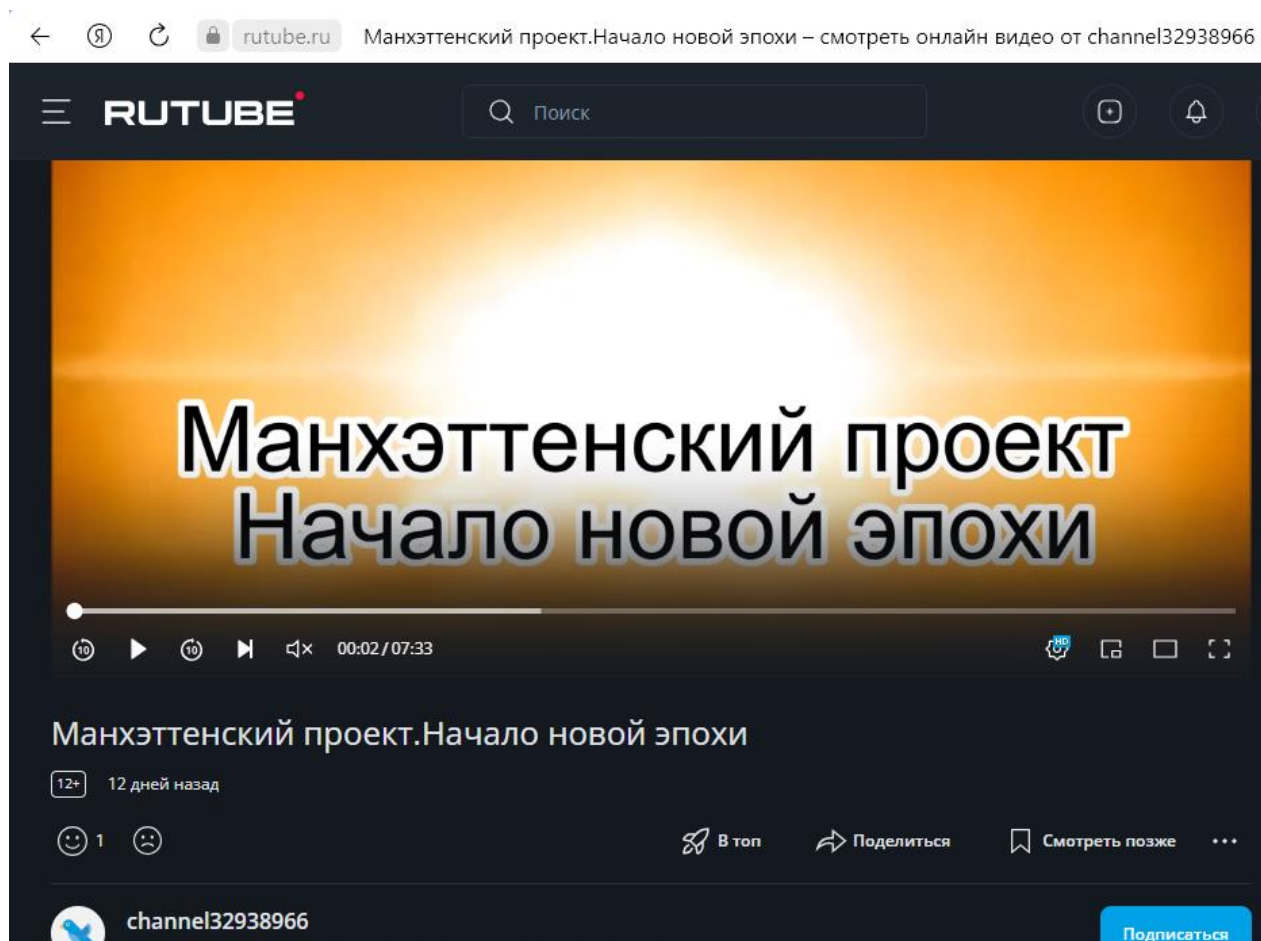 Я rutube.ru Манхэттенский проект.Начало новой эпохи – смотреть онлайн видео от channel32938966
RUTUBE Поиск
Манхэттенский проект
Начало новой эпохи
10 10 00:02 / 07:33 HD
Манхэттенский проект.Начало новой эпохи
12+ 12 дней назад
1 В топ Поделиться Смотреть позже
channel32938966
Подписаться